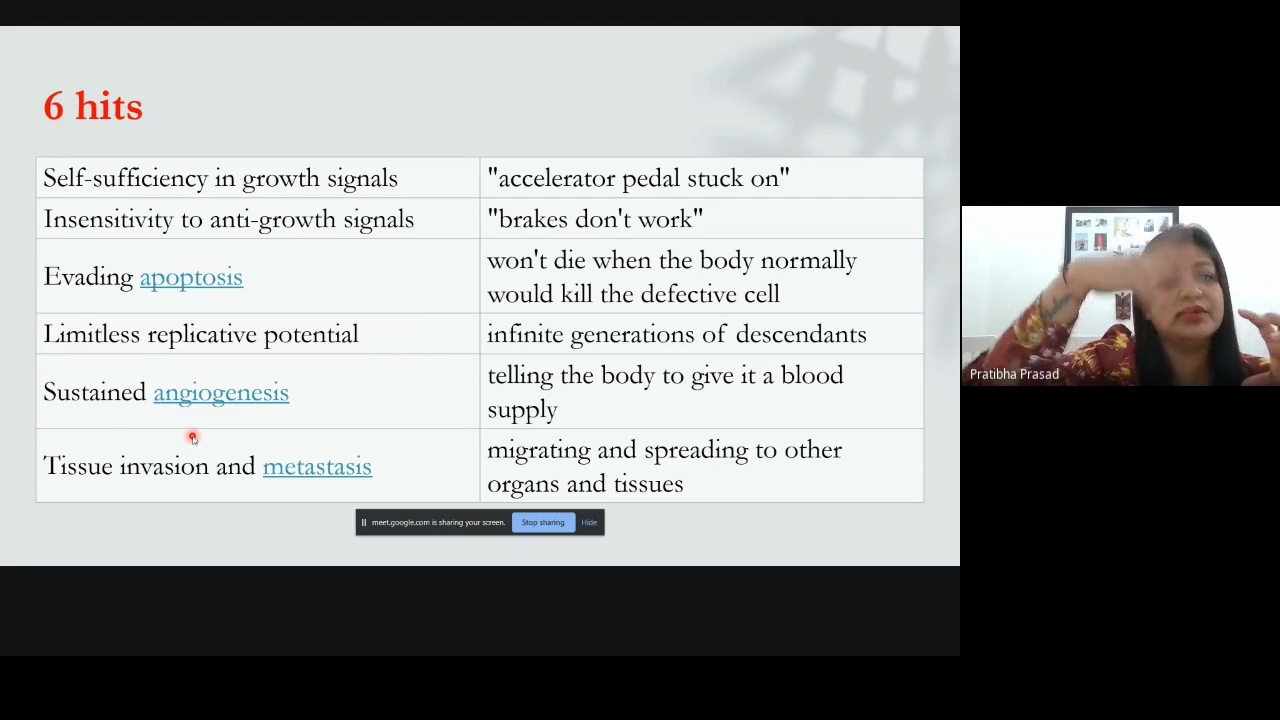 6 hits
Self-sufficiency in growth signals
"accelerator pedal stuck on"
Insensitivity to anti-growth signals
"brakes don't work"
Evading apoptosis
won't die when the body normally
would kill the defective cell
Limitless replicative potential
infinite generations of descendants
Sustained angiogenesis
telling the body to give it a blood
supply
Tissue invasion and metastasis
migrating and spreading to other
organs and tissues
meet.google.com is sharing your screen.
Stop sharing
Hide
Pratibha Prasad